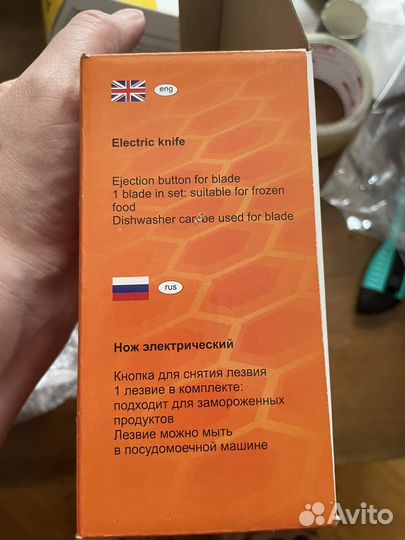 eng
Electric knife
Ejection button for blade
1 blade in set: suitable for frozen
food
Dishwasher can be used for blade
rus
Нож электрический
Кнопка для снятия лезвия
1 лезвие в комплекте:
подходит для замороженных
продуктов
Лезвие можно мыть
в посудомоечной машине
Avito